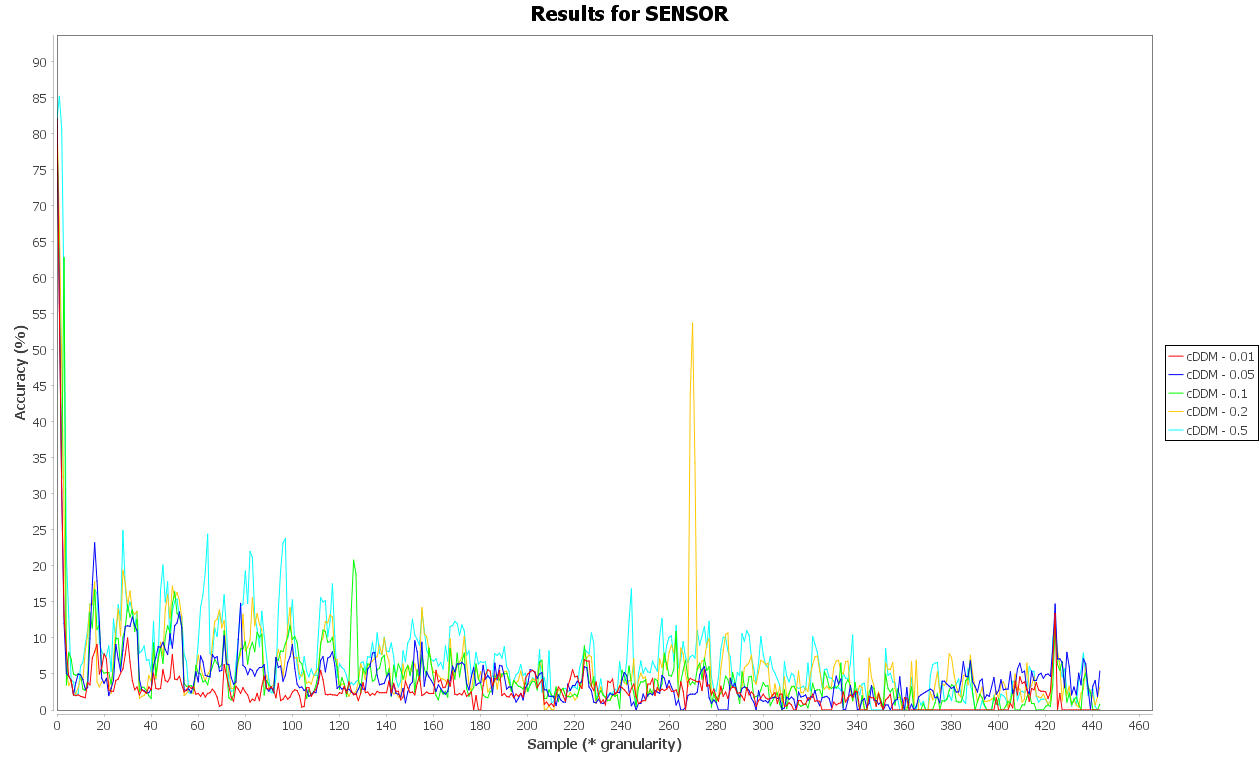 Results for SENSOR
Accuracy (%)
90
85
80
75
70
65
60
55
50
45
40
35
30
25
20
15
10
5
0
0 20 40 60 80 100 120 140 160 180 200 220 240 260 280 300 320 340 360 380 400 420 440 460
Sample (* granularity)
cDDM - 0.01
cDDM - 0.05
cDDM - 0.1
cDDM - 0.2
cDDM - 0.5